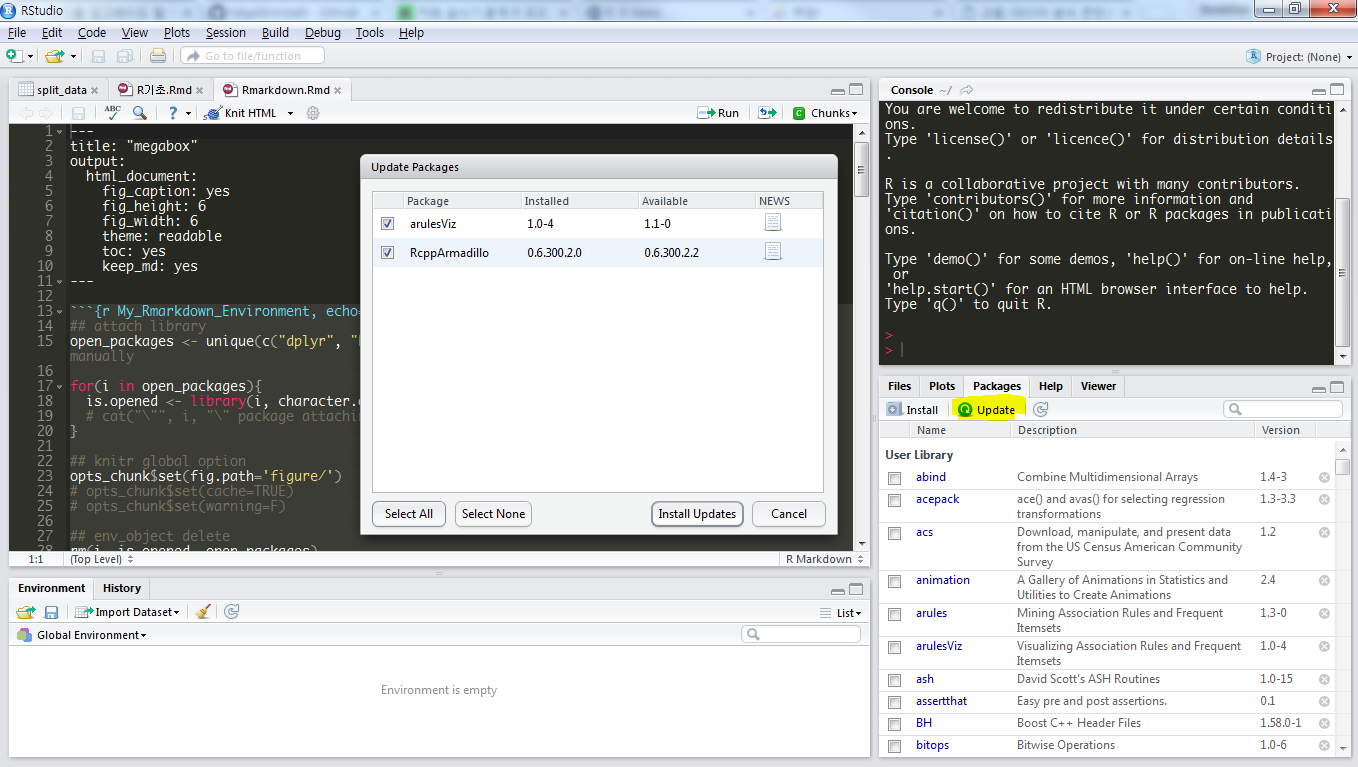 RStudio
File Edit Code View Plots Session Build Debug Tools Help
Go to file/function
Project: (None)
split_data
R기초.Rmd
Rmarkdown.Rmd
ABC
Knit HTML
Run
Chunks
1 ---
2 title: "megabox"
3 output:
4 html_document:
5 fig_caption: yes
6 fig_height: 6
7 fig_width: 6
8 theme: readable
9 toc: yes
10 keep_md: yes
11 ---
12
13 ```{r My_Rmarkdown_Environment, echo=
14 ## attach library
15 open_packages <- unique(c("dplyr", "
manually
16
17 for(i in open_packages){
18 is.opened <- library(i, character.
19 # cat("\"", i, "\" package attachin
20 }
21
22 ## knitr global option
23 opts_chunk$set(fig.path='figure/')
24 # opts_chunk$set(cache=TRUE)
25 # opts_chunk$set(warning=F)
26
27 ## env_object delete
28 rm(i, is.opened, open_packages)
1:1 (Top Level) R Markdown
Update Packages
Package Installed Available NEWS
arulesViz 1.0-4 1.1-0
RcppArmadillo 0.6.300.2.0 0.6.300.2.2
Select All Select None Install Updates Cancel
Environment History
Import Dataset List
Global Environment
Environment is empty
Console ~/
You are welcome to redistribute it under certain conditi
ons.
Type 'license()' or 'licence()' for distribution details
.
R is a collaborative project with many contributors.
Type 'contributors()' for more information and
'citation()' on how to cite R or R packages in publicati
ons.
Type 'demo()' for some demos, 'help()' for on-line help,
or
'help.start()' for an HTML browser interface to help.
Type 'q()' to quit R.
>
>
Files Plots Packages Help Viewer
Install Update
Name Description Version
User Library
abind Combine Multidimensional Arrays 1.4-3
acepack ace() and avas() for selecting regression 1.3-3.3
transformations
acs Download, manipulate, and present data 1.2
from the US Census American Community
Survey
animation A Gallery of Animations in Statistics and 2.4
Utilities to Create Animations
arules Mining Association Rules and Frequent 1.3-0
Itemsets
arulesViz Visualizing Association Rules and Frequent 1.0-4
Itemsets
ash David Scott's ASH Routines 1.0-15
assertthat Easy pre and post assertions. 0.1
BH Boost C++ Header Files 1.58.0-1
bitops Bitwise Operations 1.0-6